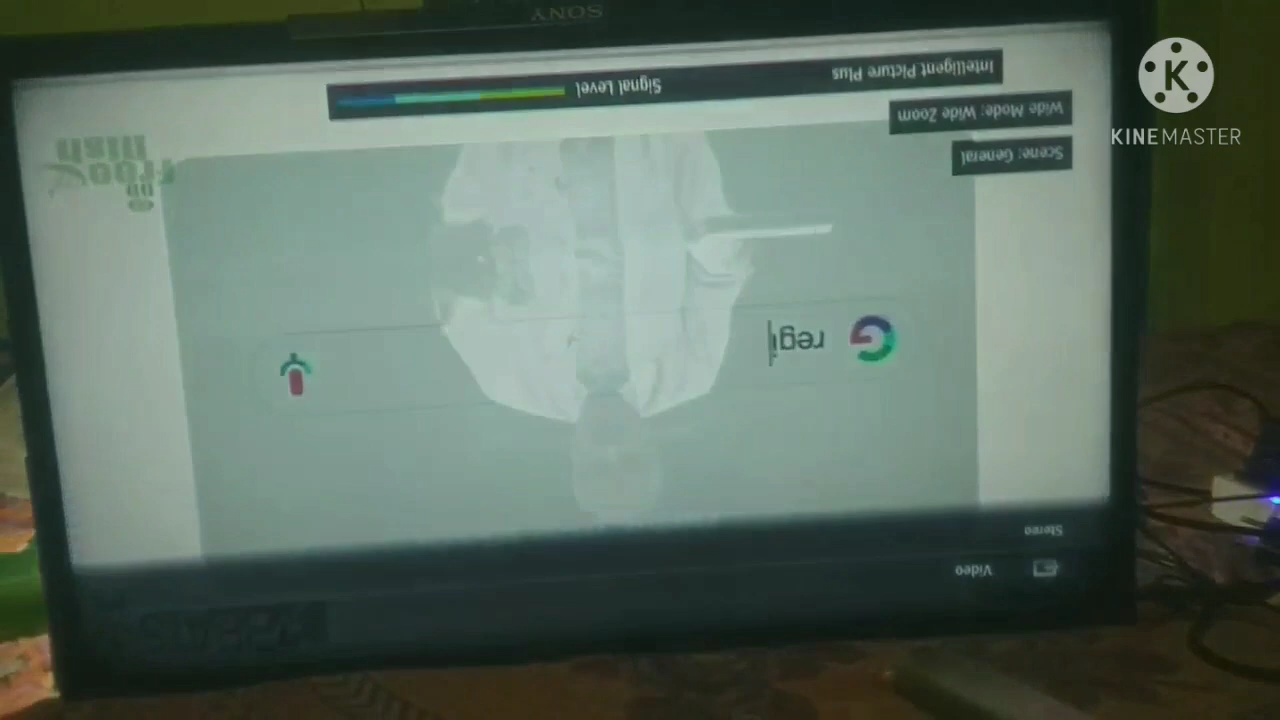 SONY
KINEMASTER
Video
Stereo
regi
Scene: General
Wide Mode: Wide Zoom
Intelligent Picture Plus
Signal Level